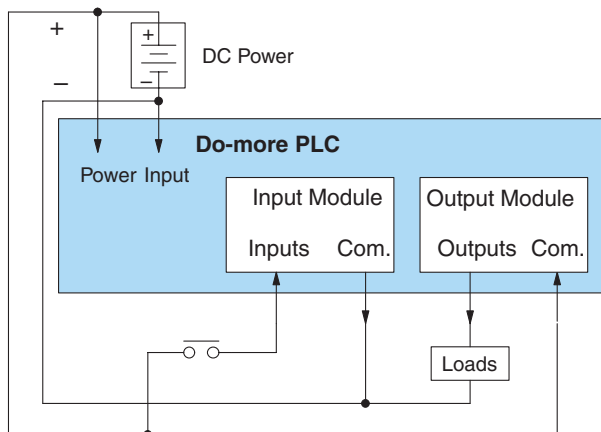 +
+
DC Power
−
−
Do-more PLC
Power Input
Input Module
Output Module
Inputs Com.
Outputs Com.
Loads